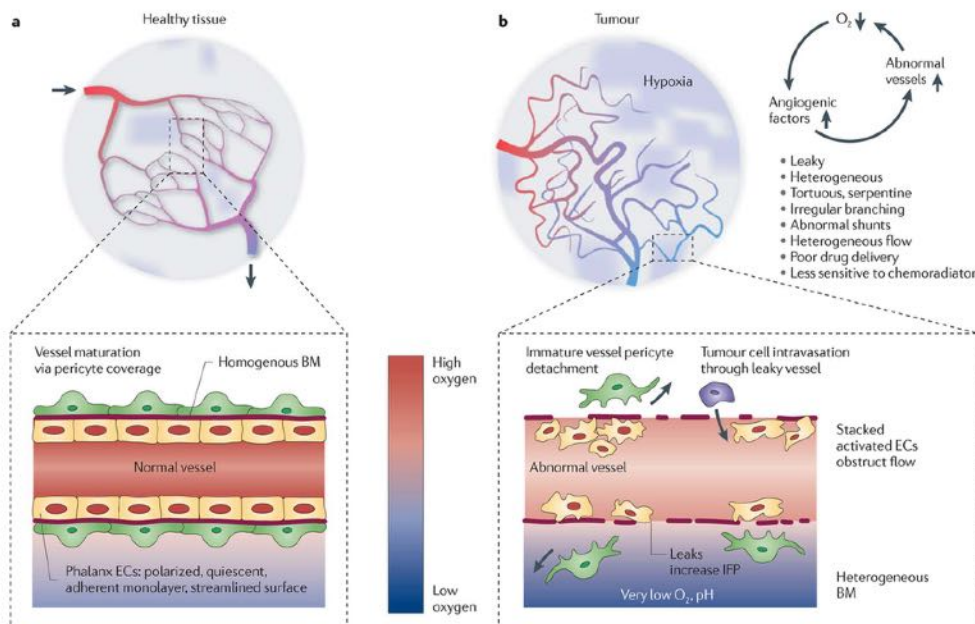 a
Healthy tissue
b
Tumour
Hypoxia
O2
Abnormal
vessels
Angiogenic
factors
• Leaky
• Heterogeneous
• Tortuous, serpentine
• Irregular branching
• Abnormal shunts
• Heterogeneous flow
• Poor drug delivery
• Less sensitive to chemoradiator
Vessel maturation
via pericyte coverage
Homogenous BM
Normal vessel
Phalanx ECs: polarized, quiescent,
adherent monolayer, streamlined surface
High
oxygen
Low
oxygen
Immature vessel pericyte
detachment
Tumour cell intravasation
through leaky vessel
Abnormal vessel
Stacked
activated ECs
obstruct flow
Leaks
increase IFP
Very low O2, pH
Heterogeneous
BM